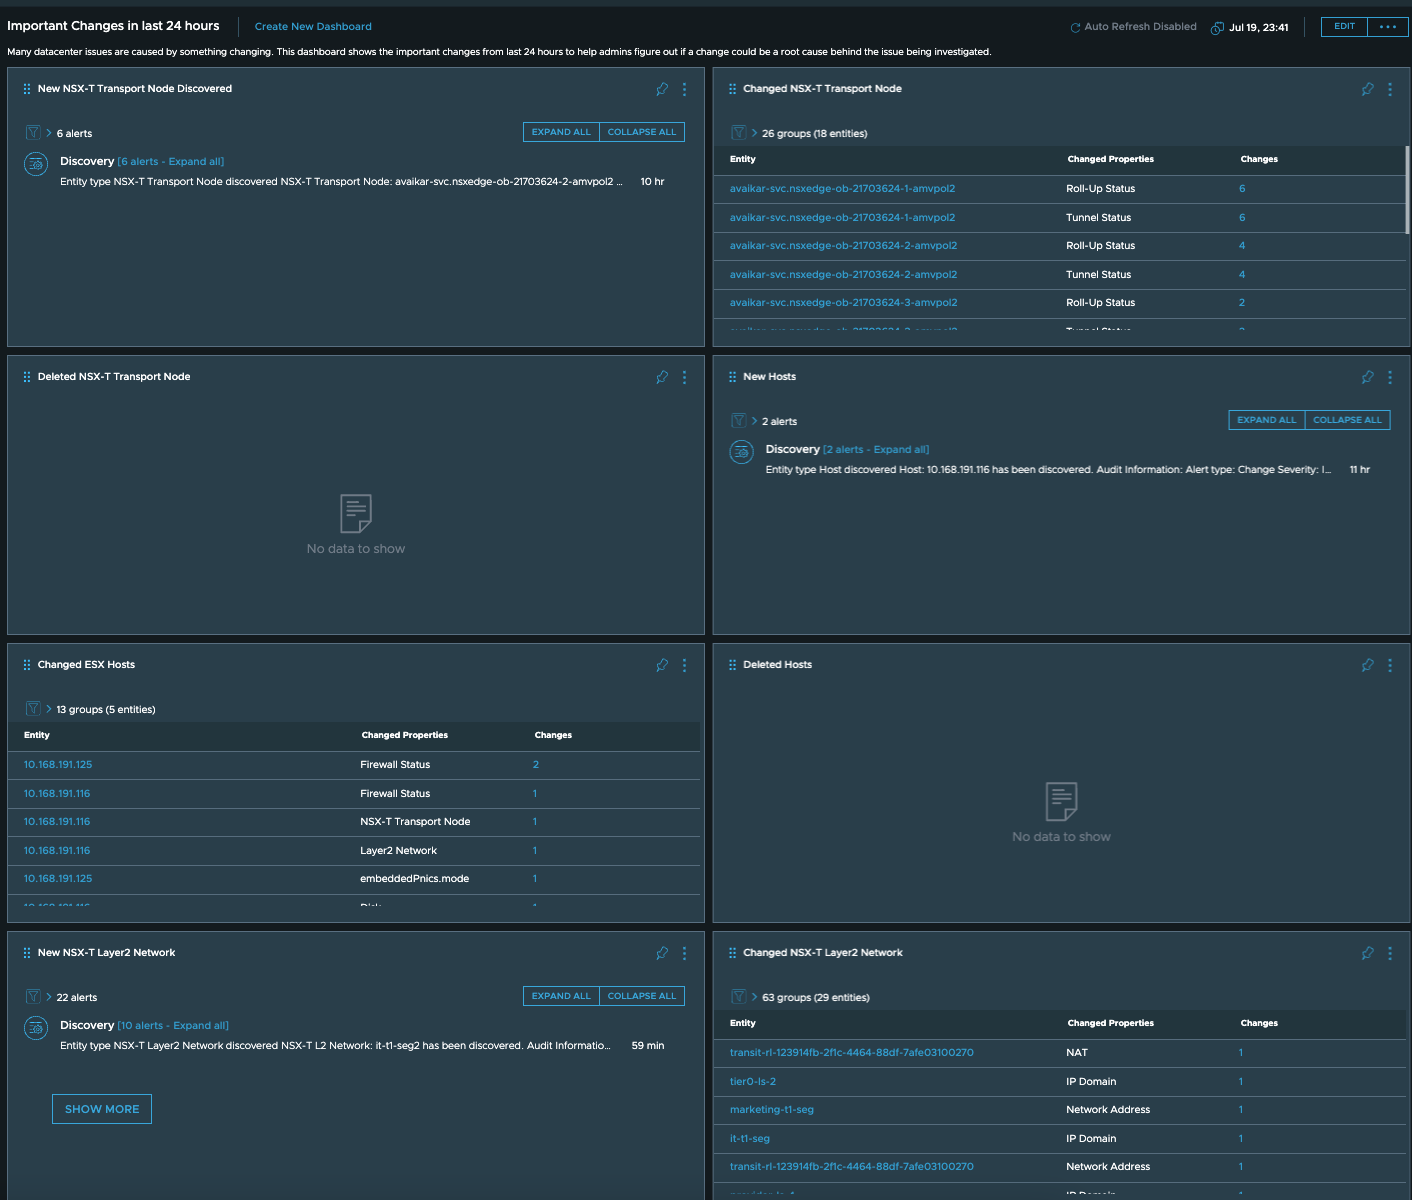 Important Changes in last 24 hours
Create New Dashboard
Auto Refresh Disabled
Jul 19, 23:41
EDIT
Many datacenter issues are caused by something changing. This dashboard shows the important changes from last 24 hours to help admins figure out if a change could be a root cause behind the issue being investigated.
New NSX-T Transport Node Discovered
6 alerts
EXPAND ALL COLLAPSE ALL
Discovery [6 alerts - Expand all]
Entity type NSX-T Transport Node discovered NSX-T Transport Node: avaikar-svc.nsxedge-ob-21703624-2-amvpol2 ... 10 hr
Changed NSX-T Transport Node
26 groups (18 entities)
Entity Changed Properties Changes
avaikar-svc.nsxedge-ob-21703624-1-amvpol2 Roll-Up Status 6
avaikar-svc.nsxedge-ob-21703624-1-amvpol2 Tunnel Status 6
avaikar-svc.nsxedge-ob-21703624-2-amvpol2 Roll-Up Status 4
avaikar-svc.nsxedge-ob-21703624-2-amvpol2 Tunnel Status 4
avaikar-svc.nsxedge-ob-21703624-3-amvpol2 Roll-Up Status 2
Deleted NSX-T Transport Node
No data to show
New Hosts
2 alerts
EXPAND ALL COLLAPSE ALL
Discovery [2 alerts - Expand all]
Entity type Host discovered Host: 10.168.191.116 has been discovered. Audit Information: Alert type: Change Severity: I... 11 hr
Changed ESX Hosts
13 groups (5 entities)
Entity Changed Properties Changes
10.168.191.125 Firewall Status 2
10.168.191.116 Firewall Status 1
10.168.191.116 NSX-T Transport Node 1
10.168.191.116 Layer2 Network 1
10.168.191.125 embeddedPnics.mode 1
Deleted Hosts
No data to show
New NSX-T Layer2 Network
22 alerts
EXPAND ALL COLLAPSE ALL
Discovery [10 alerts - Expand all]
Entity type NSX-T Layer2 Network discovered NSX-T L2 Network: it-t1-seg2 has been discovered. Audit Informatio... 59 min
SHOW MORE
Changed NSX-T Layer2 Network
63 groups (29 entities)
Entity Changed Properties Changes
transit-rl-123914fb-2f1c-4464-88df-7afe03100270 NAT 1
tier0-ls-2 IP Domain 1
marketing-t1-seg Network Address 1
it-t1-seg IP Domain 1
transit-rl-123914fb-2f1c-4464-88df-7afe03100270 Network Address 1